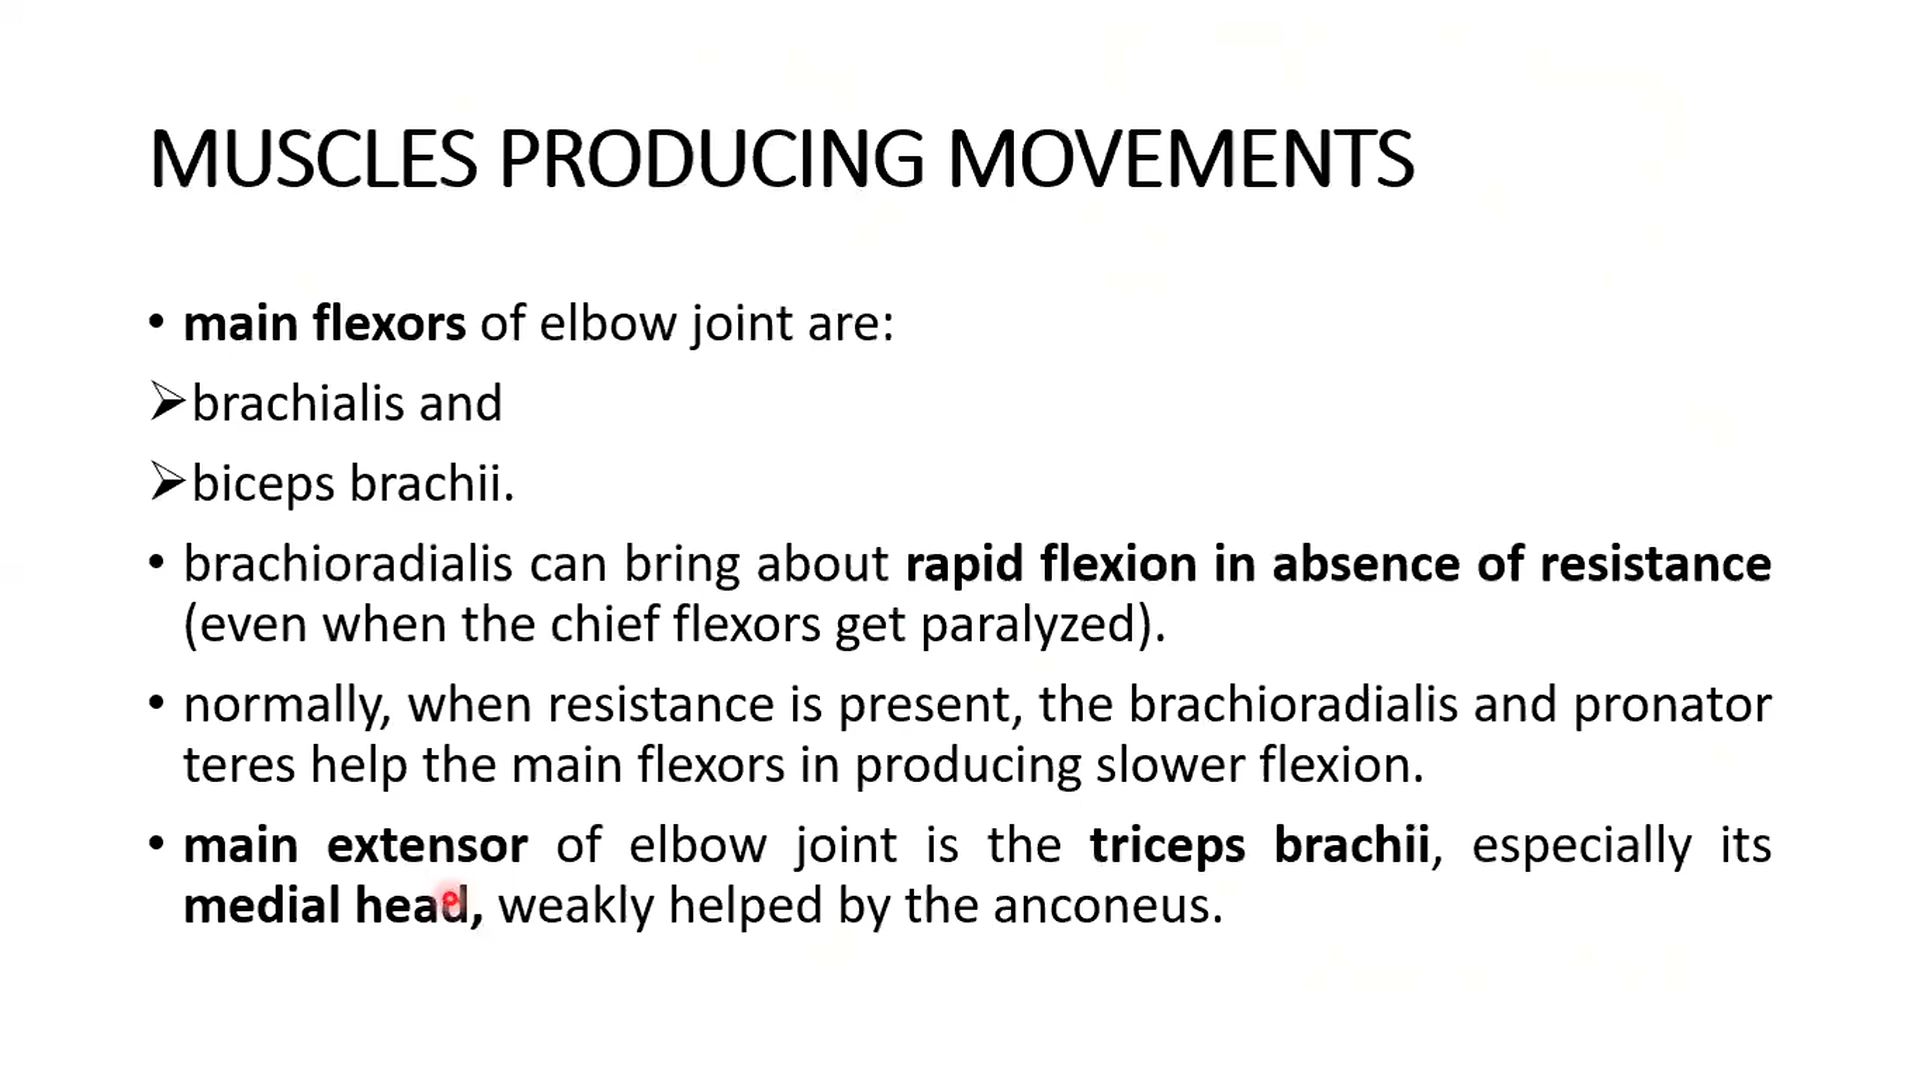 MUSCLES PRODUCING MOVEMENTS
• main flexors of elbow joint are:
➢brachialis and
➢biceps brachii.
• brachioradialis can bring about rapid flexion in absence of resistance
(even when the chief flexors get paralyzed).
• normally, when resistance is present, the brachioradialis and pronator
teres help the main flexors in producing slower flexion.
• main extensor of elbow joint is the triceps brachii, especially its
medial head, weakly helped by the anconeus.